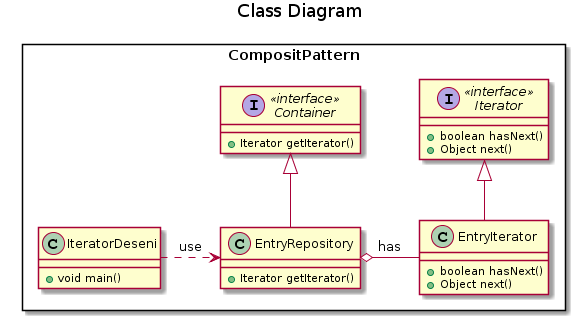 Class Diagram
CompositPattern
I «interface»
Container
Iterator getIterator()
I «interface»
Iterator
boolean hasNext()
Object next()
C IteratorDeseni
void main()
use
C EntryRepository
Iterator getIterator()
has
C EntryIterator
boolean hasNext()
Object next()